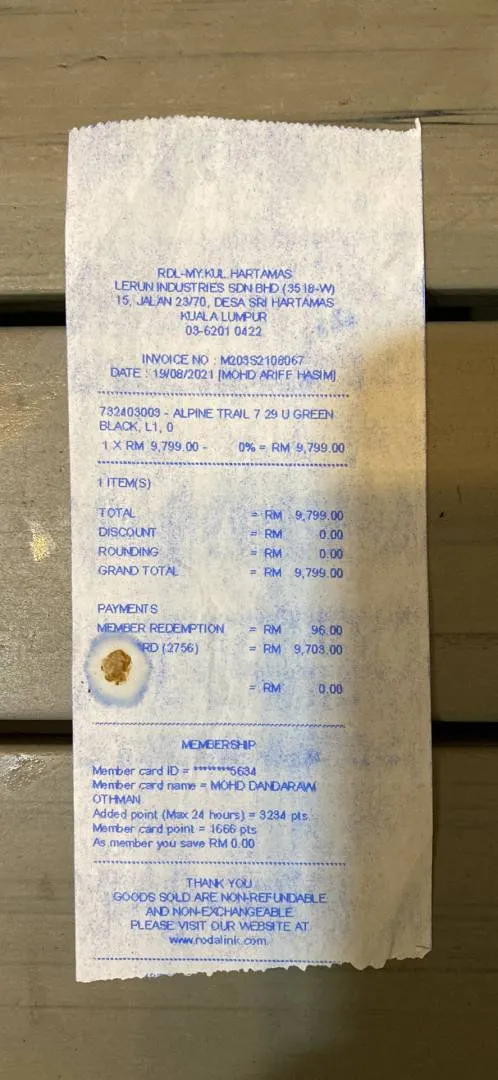 RDL-MY.KUL HARTAMAS
LERUN INDUSTRIES SDN BHD (3518-W)
15, JALAN 23/70, DESA SRI HARTAMAS
KUALA LUMPUR
03-6201 0422
INVOICE NO : M203S2108067
DATE : 19/08/2021 [MOHD ARIFF HASIM]
732403003 - ALPINE TRAIL 7 29 U GREEN
BLACK, L1, 0
1 X RM 9,799.00 - 0% = RM 9,799.00
1 ITEM(S)
TOTAL = RM 9,799.00
DISCOUNT = RM 0.00
ROUNDING = RM 0.00
GRAND TOTAL = RM 9,799.00
PAYMENTS
MEMBER REDEMPTION = RM 96.00
RD (2756) = RM 9,703.00
= RM 0.00
MEMBERSHIP
Member card ID = ********5634
Member card name = MOHD DANDARAWI
OTHMAN
Added point (Max 24 hours) = 3234 pts.
Member card point = 1666 pts
As member you save RM 0.00
THANK YOU
GOODS SOLD ARE NON-REFUNDABLE
AND NON-EXCHANGEABLE
PLEASE VISIT OUR WEBSITE AT
www.rodalink.com